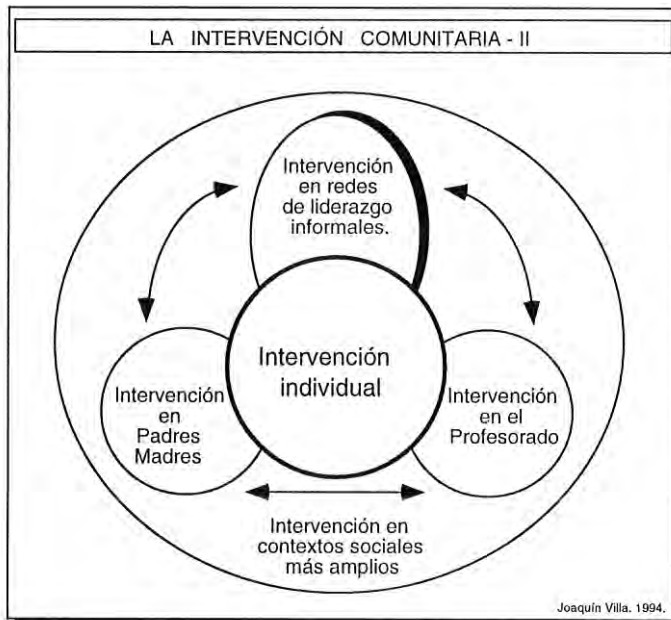 LA INTERVENCIÓN COMUNITARIA - II
Intervención
en redes
de liderazgo
informales.
Intervención
individual
Intervención
en
Padres
Madres
Intervención
en el
Profesorado
Intervención en
contextos sociales
más amplios
Joaquín Villa. 1994.